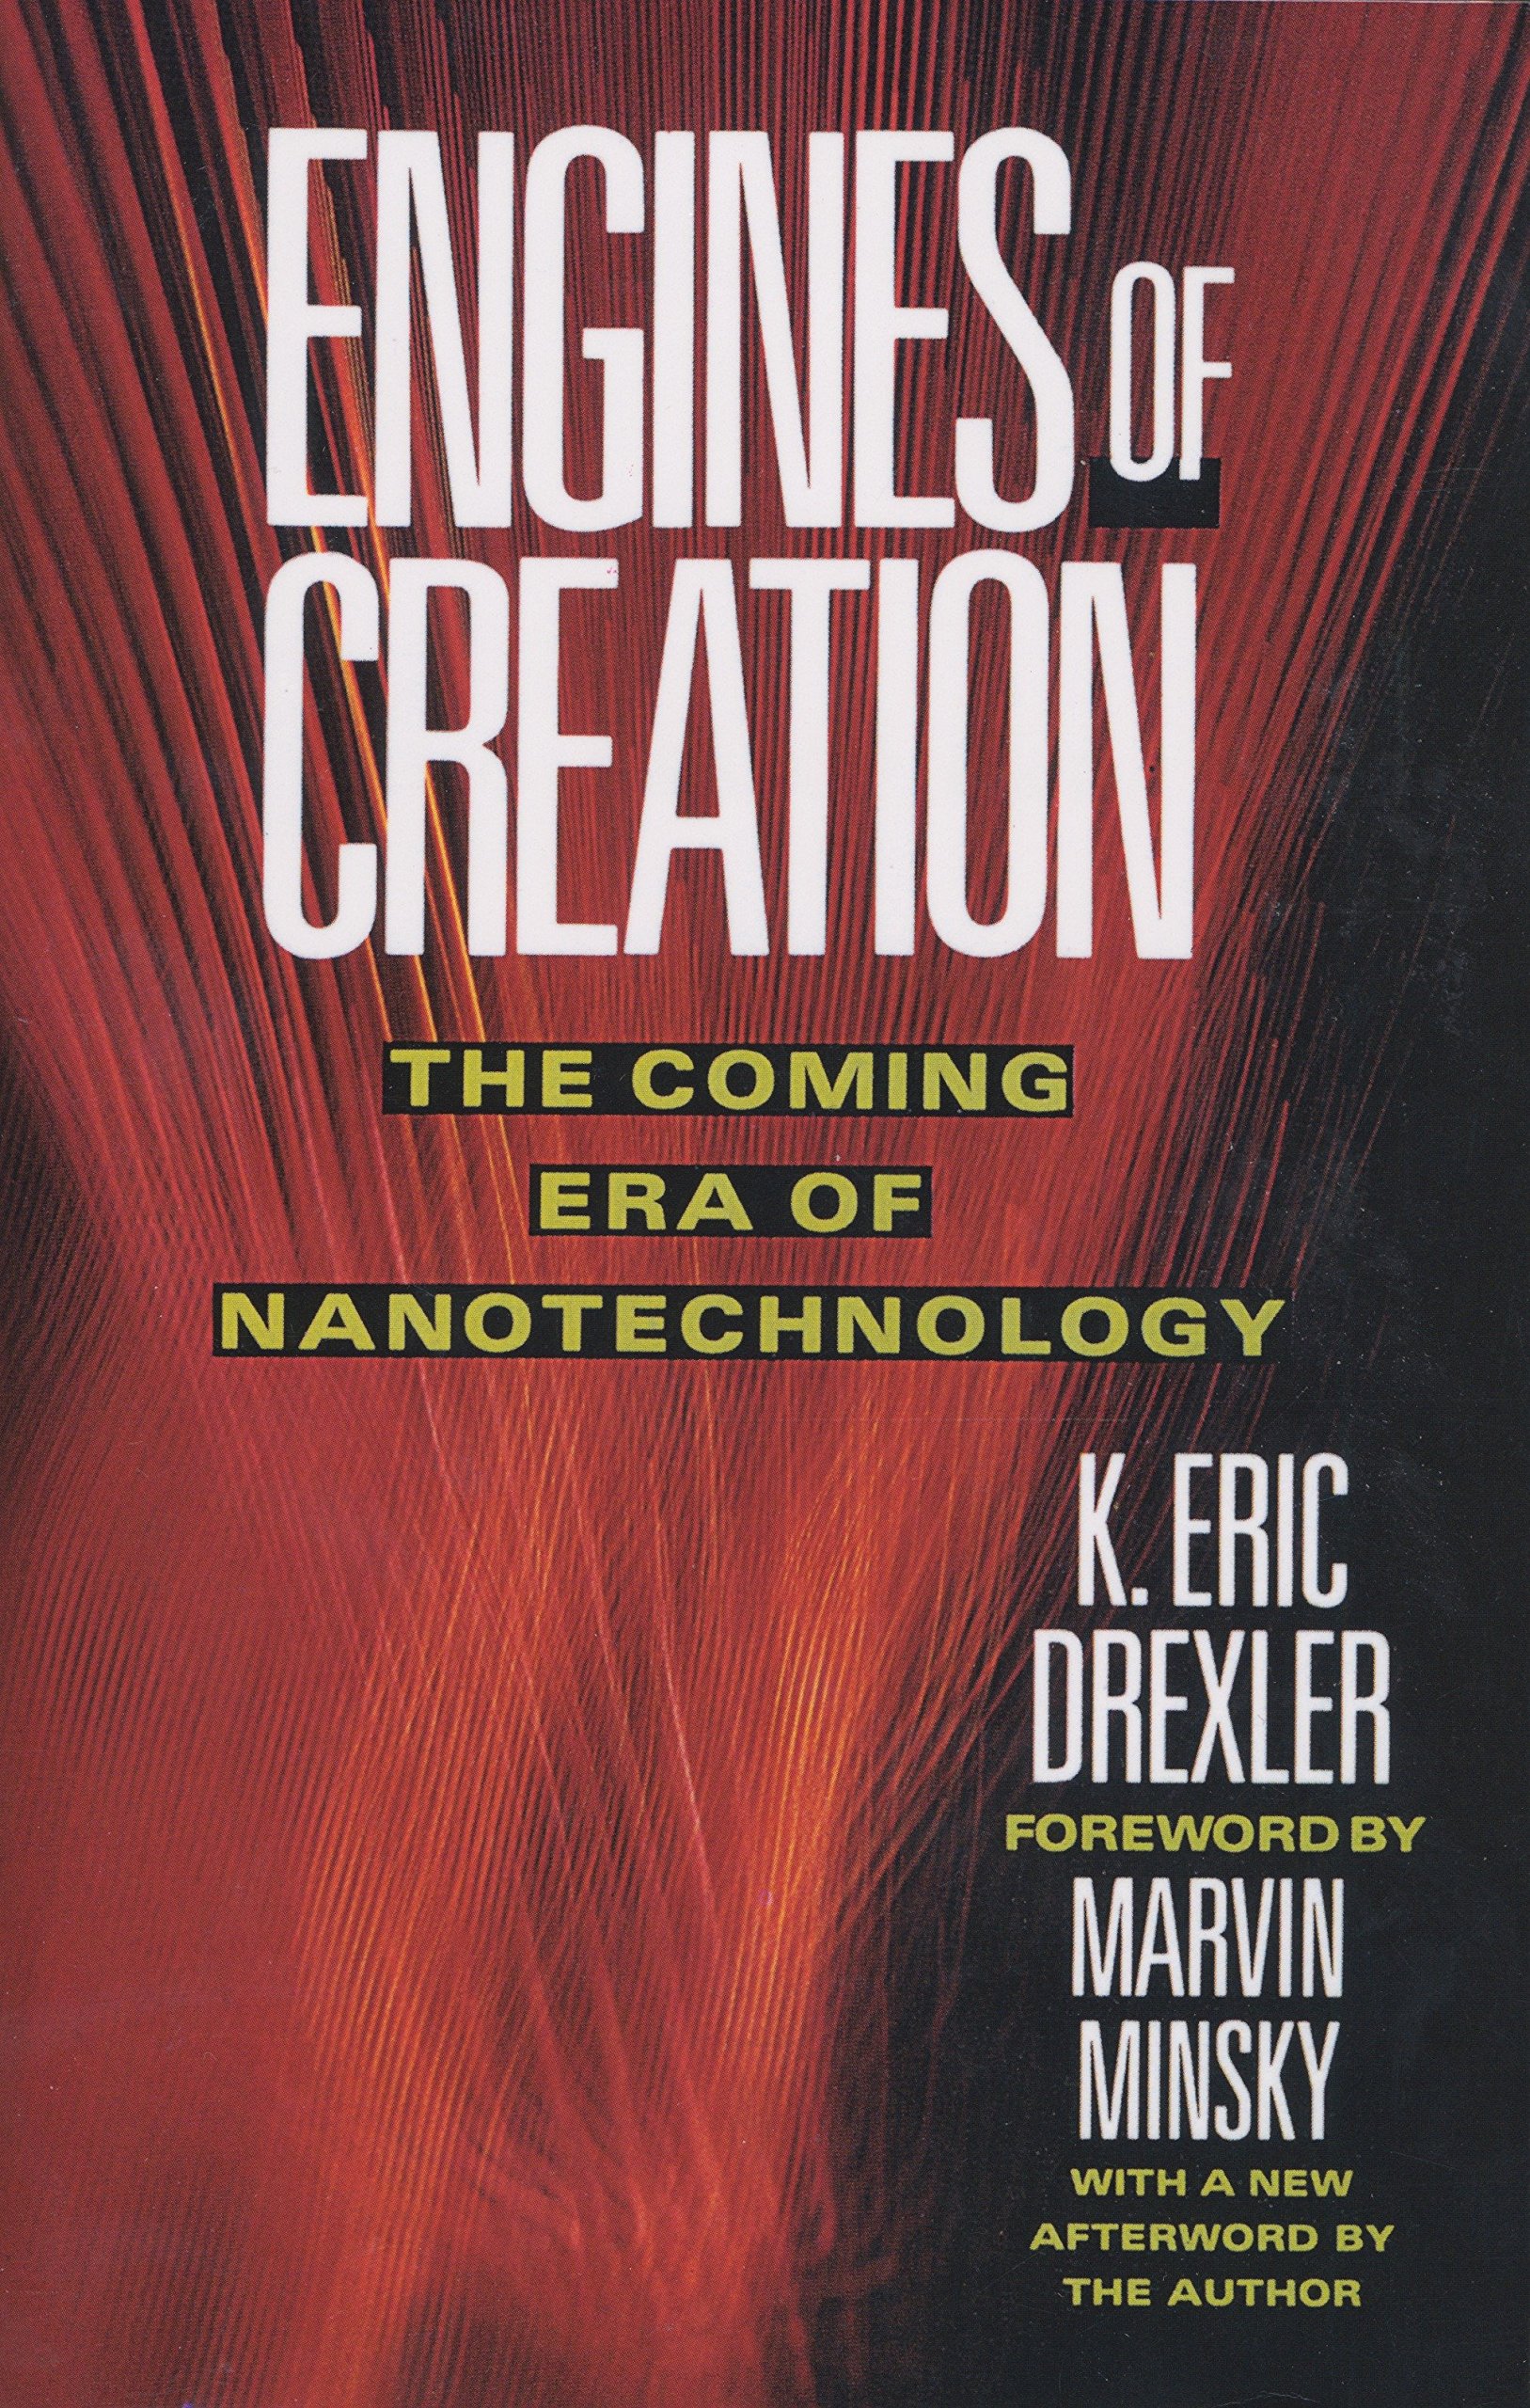 ENGINES OF
CREATION
THE COMING
ERA OF
NANOTECHNOLOGY
K. ERIC
DREXLER
FOREWORD BY
MARVIN
MINSKY
WITH A NEW
AFTERWORD BY
THE AUTHOR